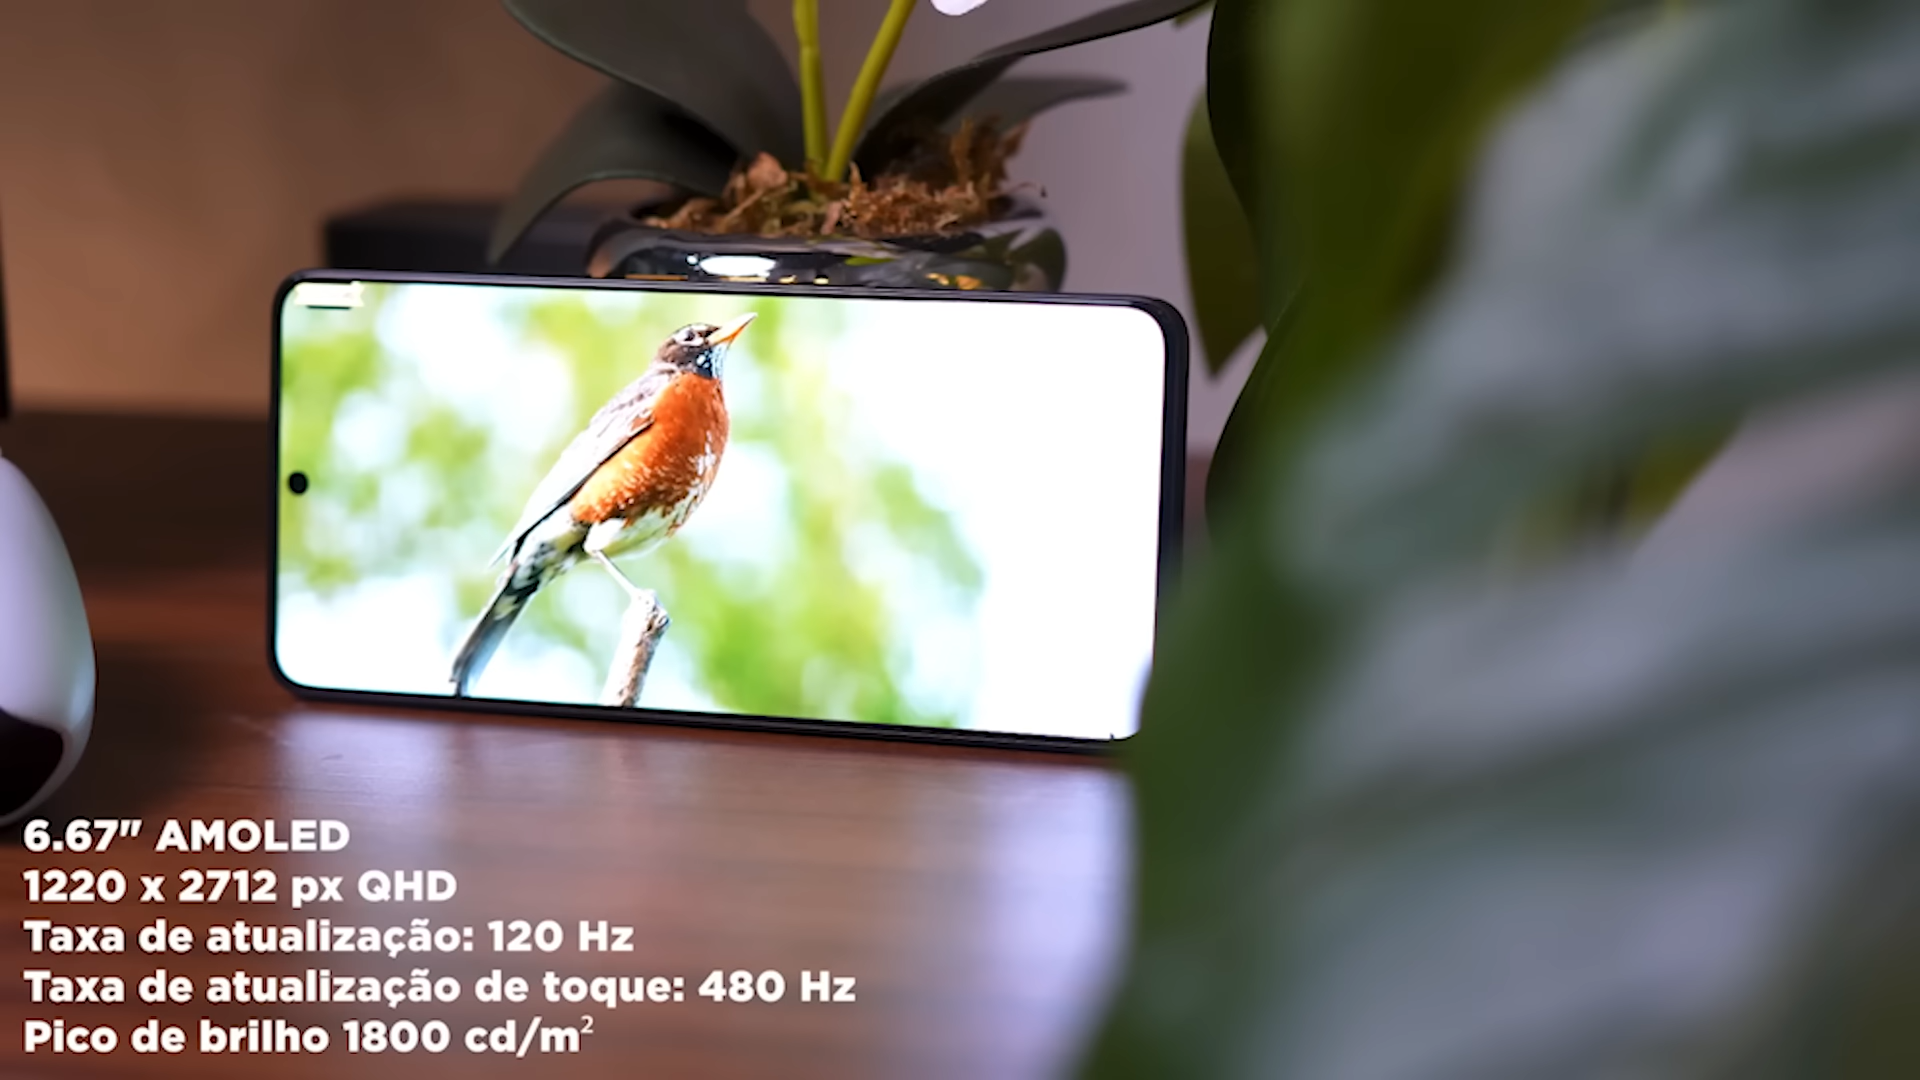 6.67" AMOLED
1220 x 2712 px QHD
Taxa de atualização: 120 Hz
Taxa de atualização de toque: 480 Hz
Pico de brilho 1800 cd/m²